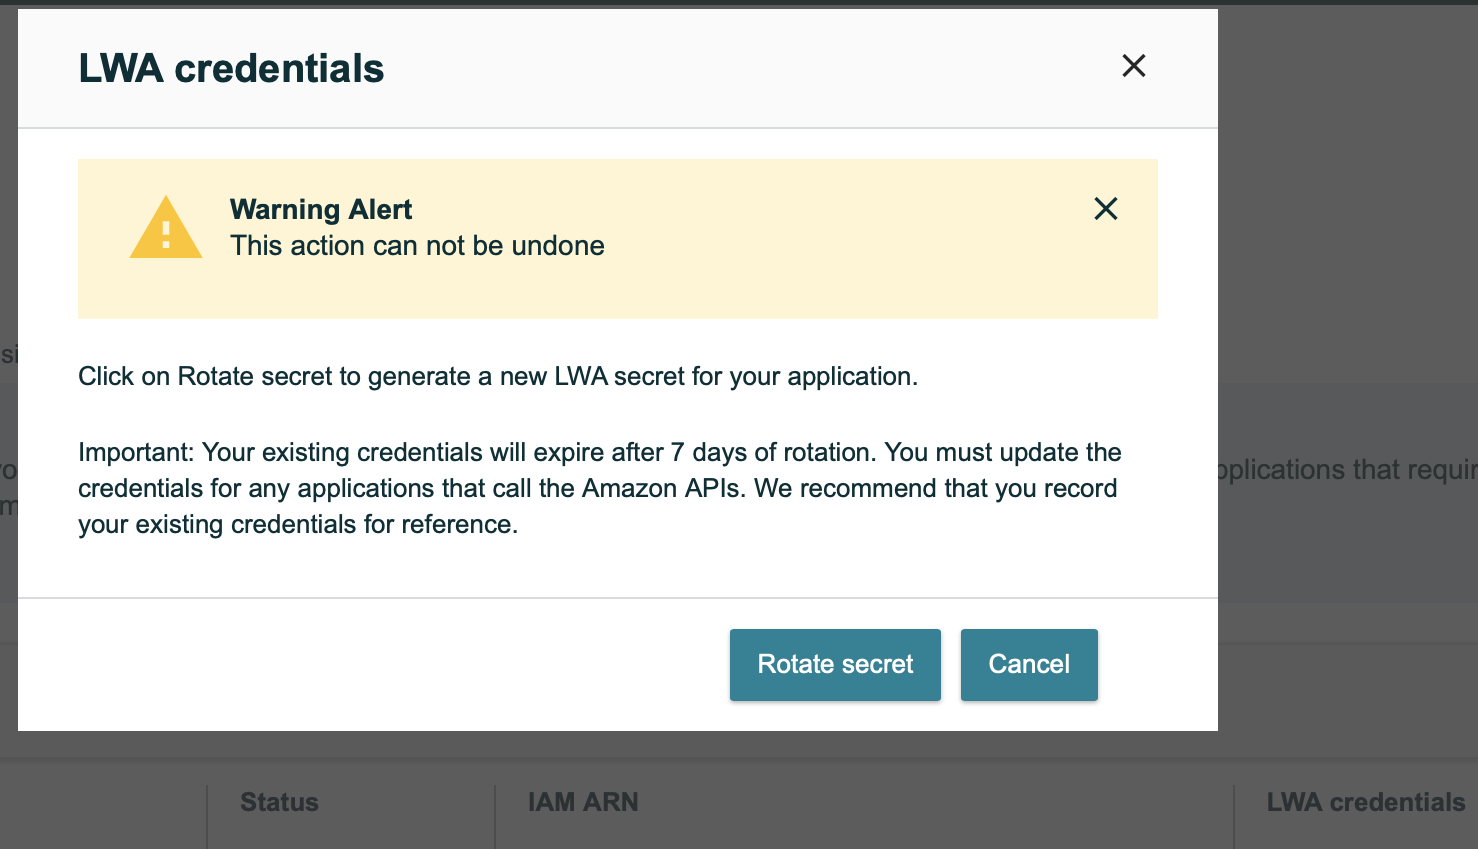 LWA credentials
Warning Alert
This action can not be undone
si
Click on Rotate secret to generate a new LWA secret for your application.
Important: Your existing credentials will expire after 7 days of rotation. You must update the
credentials for any applications that call the Amazon APIs. We recommend that you record
your existing credentials for reference.
yo
pplications that requir
m
Rotate secret Cancel
Status IAM ARN LWA credentials